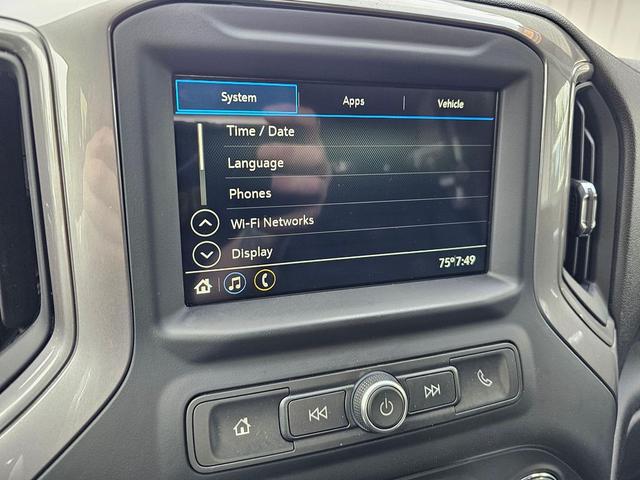 System
Apps
Vehicle
Time / Date
Language
Phones
Wi-Fi Networks
Display
75° 7:49